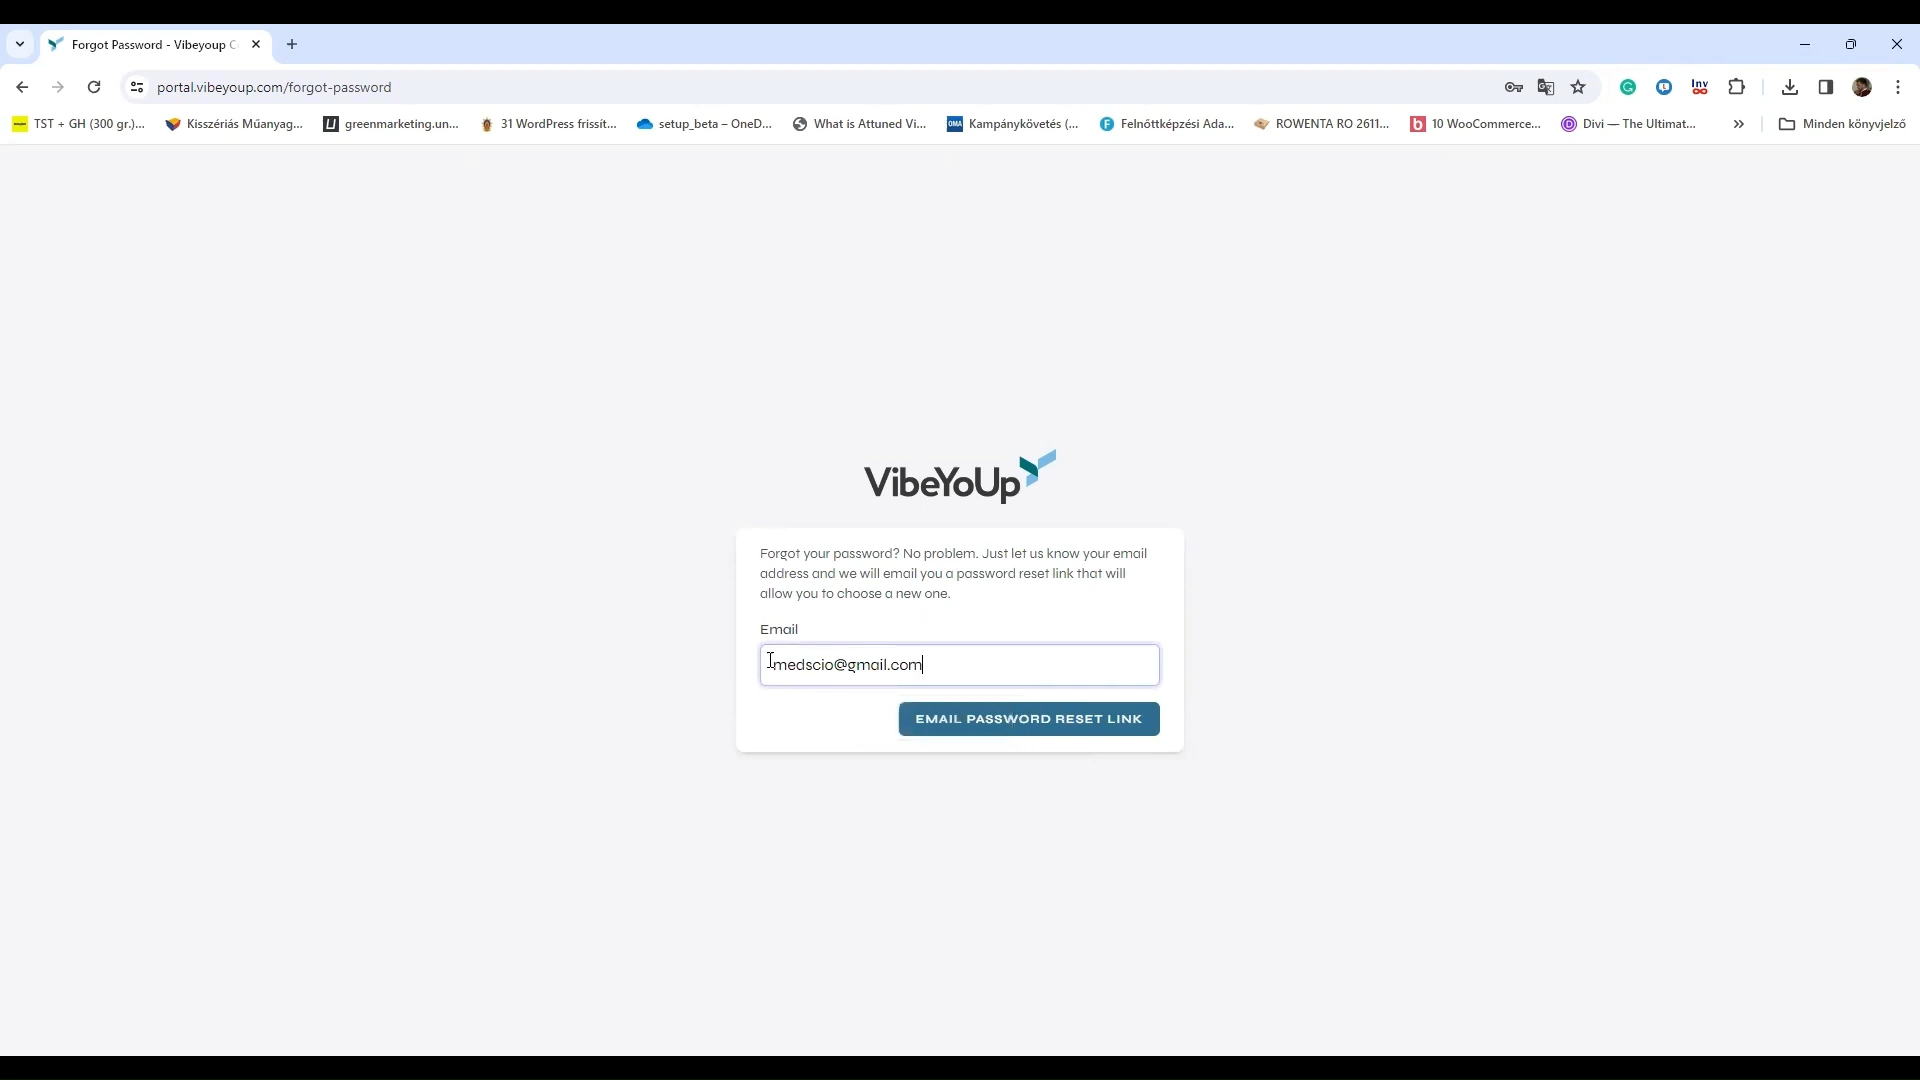 Forgot Password - Vibeyoup C
portal.vibeyoup.com/forgot-password
Inv
TST + GH (300 gr.)...
Kisszériás Műanyag...
greenmarketing.un...
31 WordPress frissít...
setup_beta – OneD...
What is Attuned Vi...
OMA
Kampánykövetés (...
F
Felnőttképzési Ada...
ROWENTA RO 2611...
b
10 WooCommerce...
D
Divi — The Ultimat...
»
Minden könyvjelző
VibeYoUp
Forgot your password? No problem. Just let us know your email
address and we will email you a password reset link that will
allow you to choose a new one.
Email
medscio@gmail.com
EMAIL PASSWORD RESET LINK